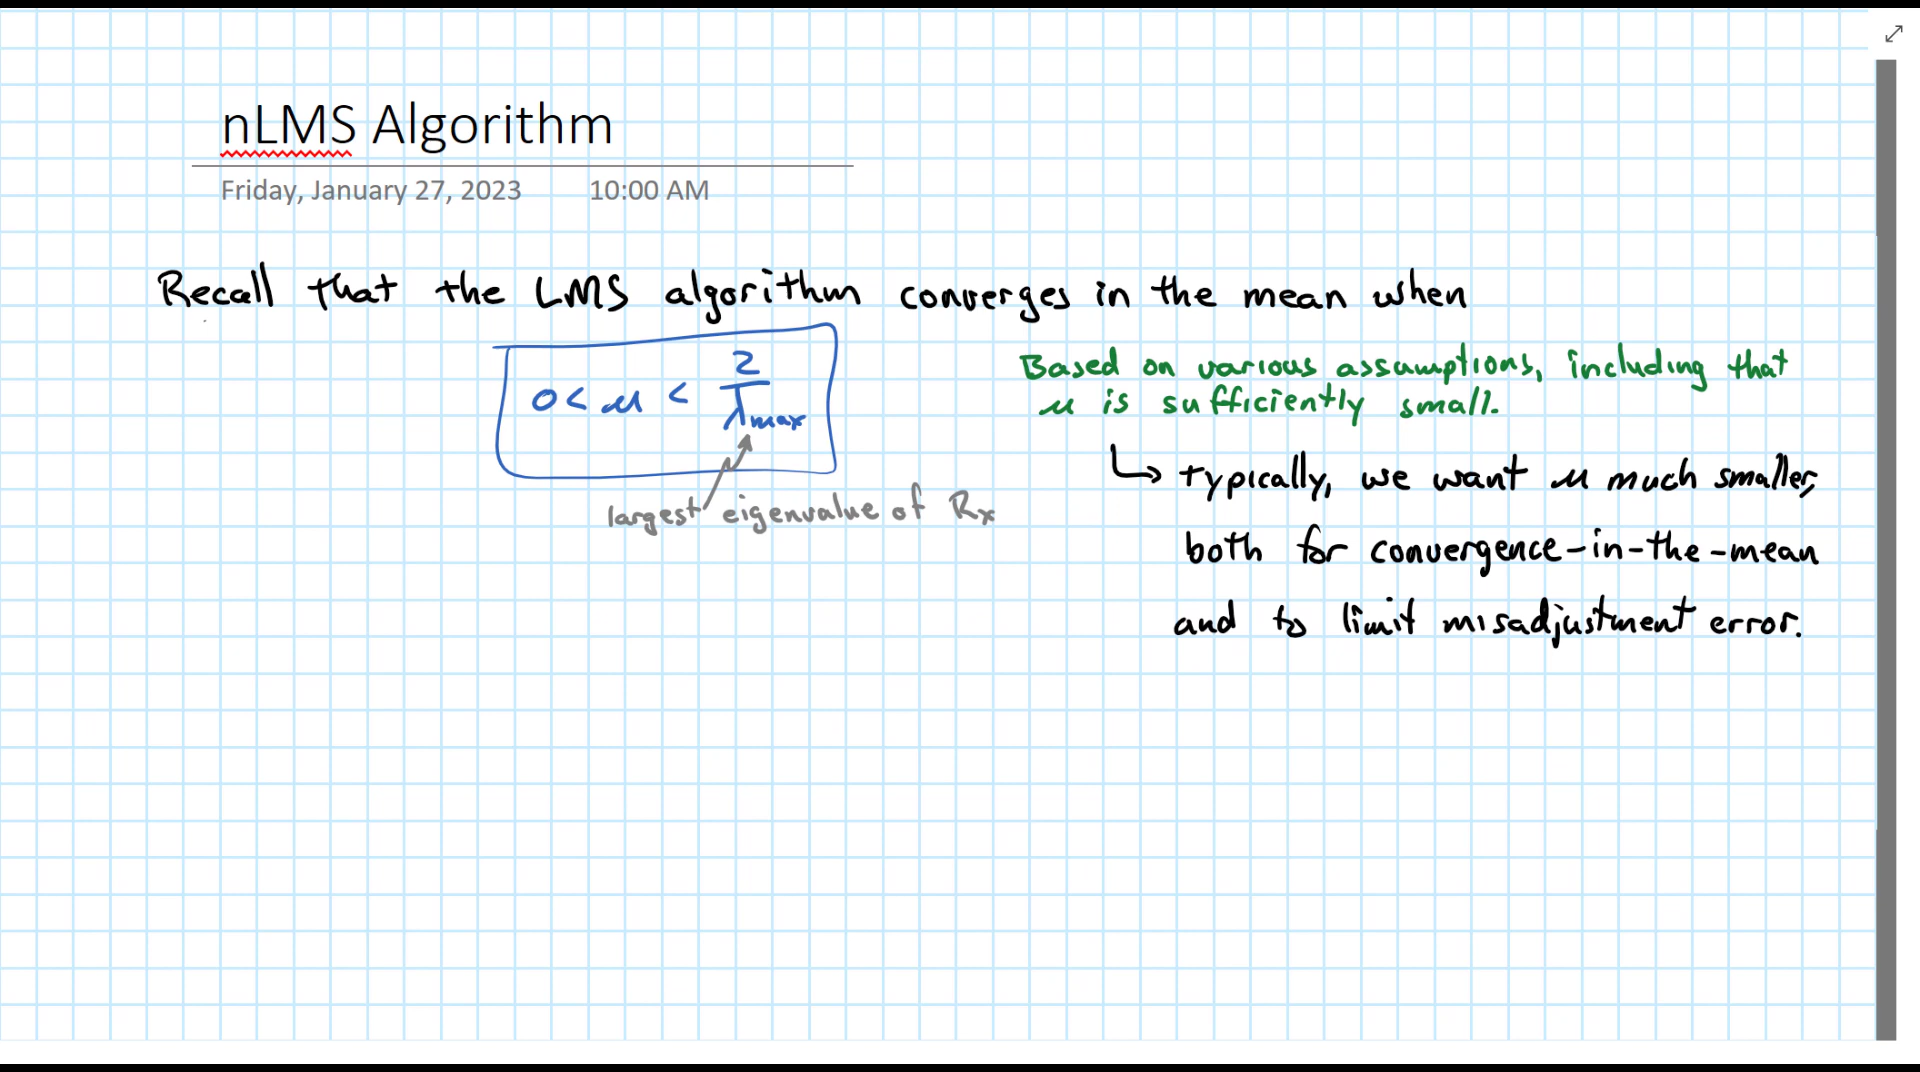 nLMS Algorithm
Friday, January 27, 2023 10:00 AM
Recall that the LMS algorithm converges in the mean when
0 < μ < 2/λmax
largest eigenvalue of Rx
Based on various assumptions, including that
μ is sufficiently small.
↳ typically, we want μ much smaller,
both for convergence-in-the-mean
and to limit misadjustment error.